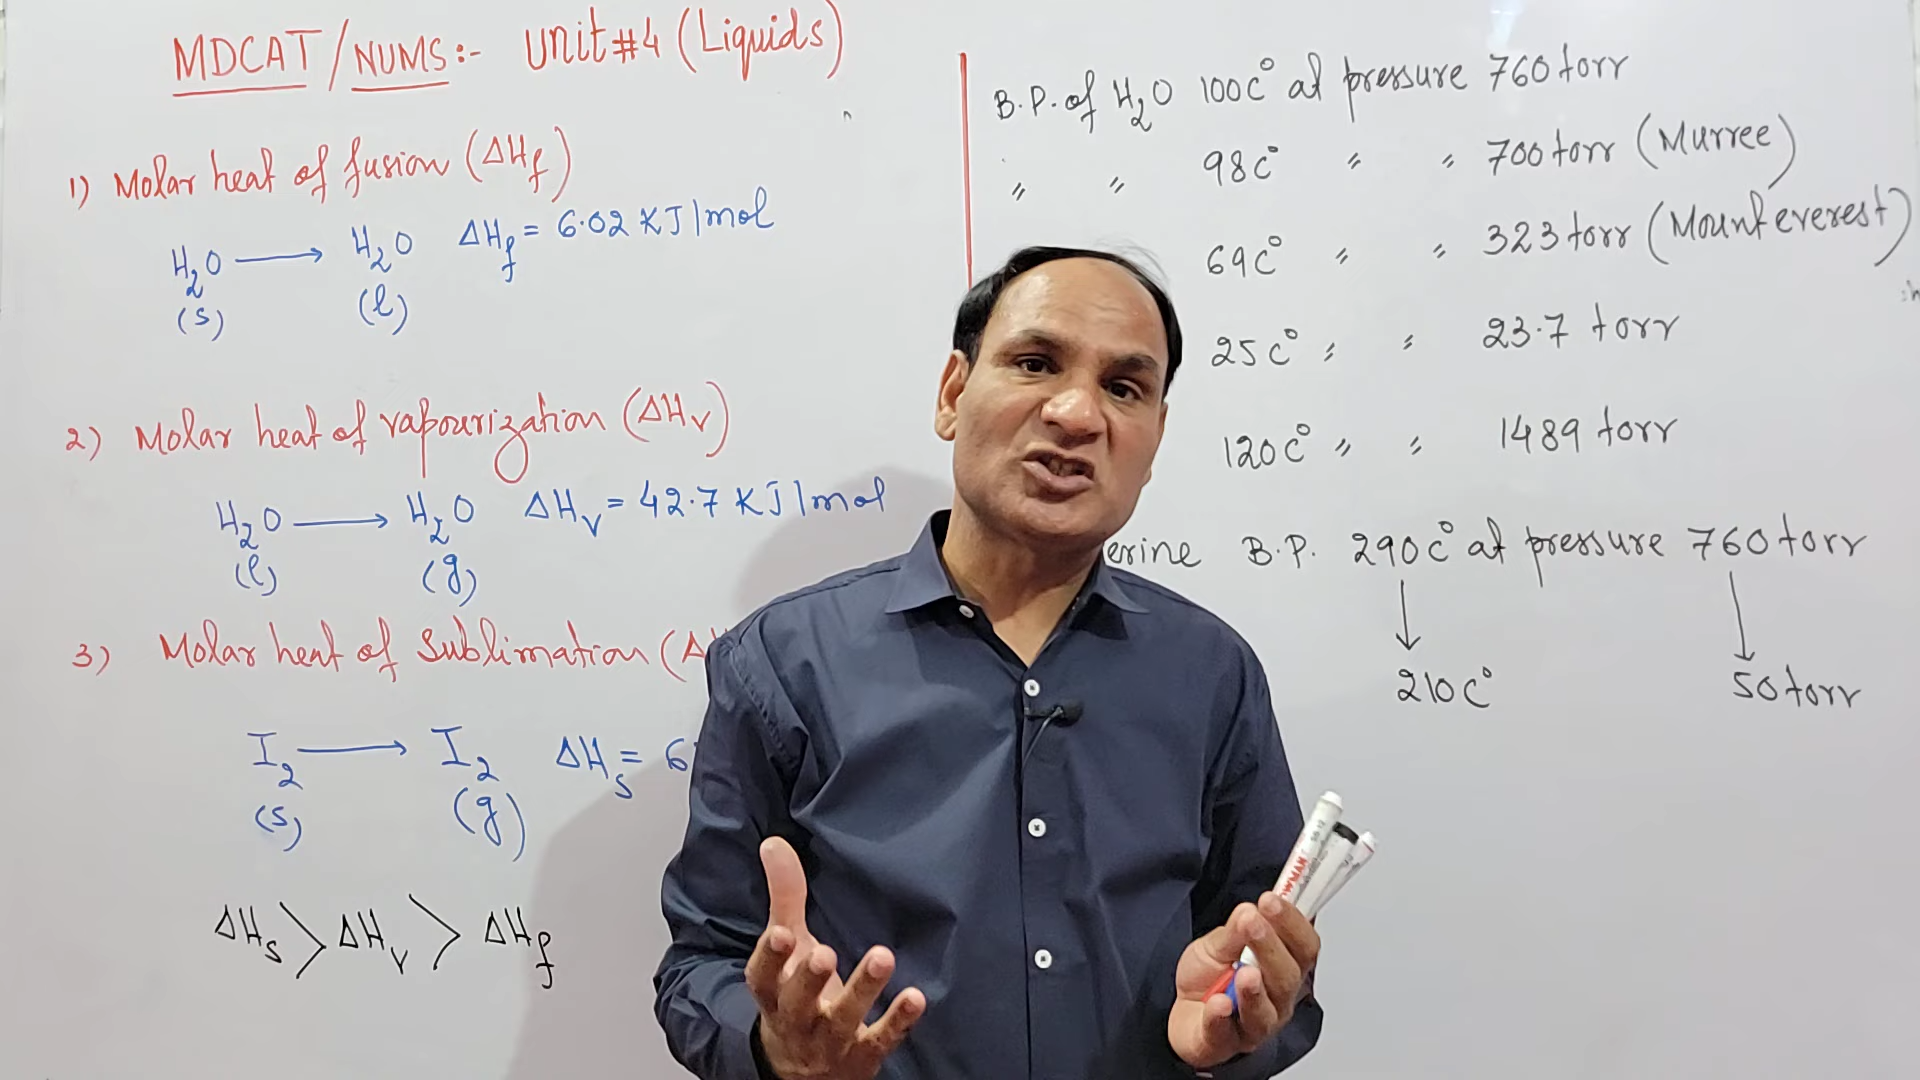 MDCAT/NUMS:- Unit#4 (Liquids)
1) Molar heat of fusion (ΔHf)
H2O → H2O ΔHf = 6.02 KJ/mol
(s) (l)
2) Molar heat of vapourization (ΔHv)
H2O → H2O ΔHv = 42.7 KJ/mol
(l) (g)
3) Molar heat of Sublimation (Δ
I2 → I2 ΔHs = 6
(s) (g)
ΔHs > ΔHv > ΔHf
B.P. of H2O 100C° at pressure 760 torr
〃 〃 98C° 〃 〃 700 torr (Murree)
69C° 〃 〃 323 torr (Mount everest)
25C° 〃 〃 23.7 torr
120C° 〃 〃 1489 torr
erine B.P. 290C° at pressure 760 torr
↓ ↓
210C° 50 torr